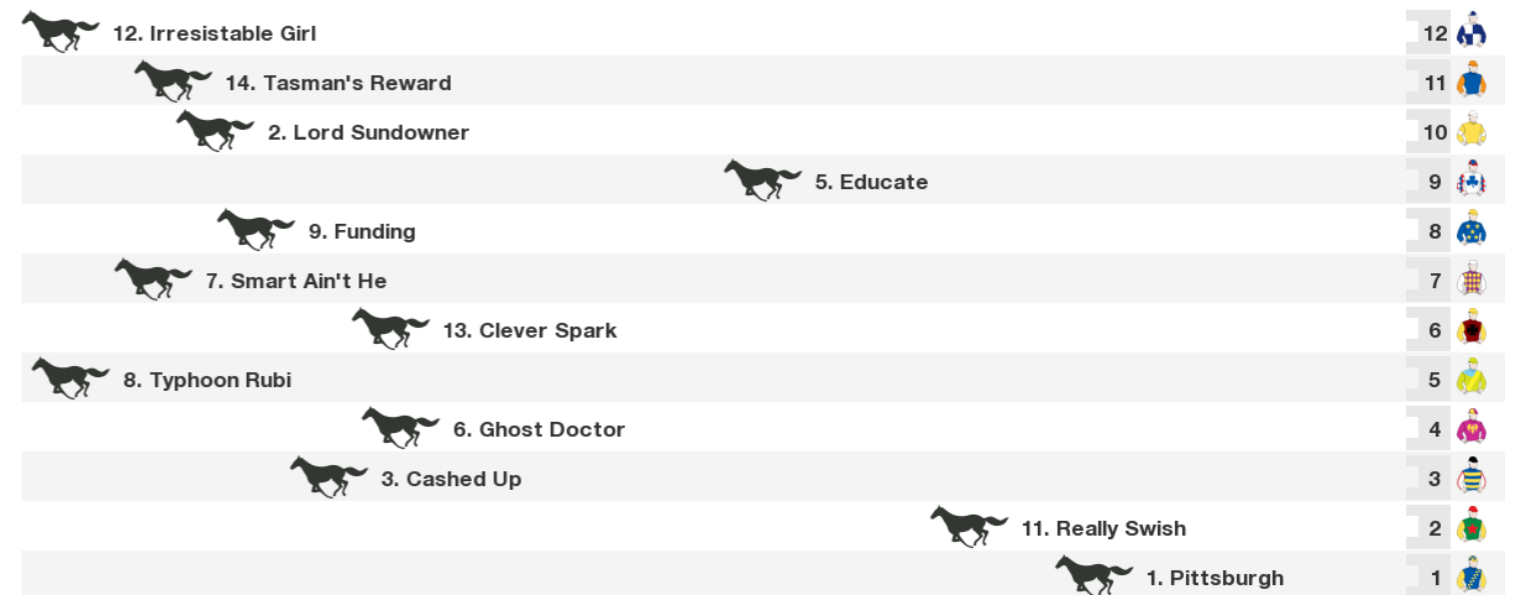 12. Irresistable Girl 12
14. Tasman's Reward 11
2. Lord Sundowner 10
5. Educate 9
9. Funding 8
7. Smart Ain't He 7
13. Clever Spark 6
8. Typhoon Rubi 5
6. Ghost Doctor 4
3. Cashed Up 3
11. Really Swish 2
1. Pittsburgh 1